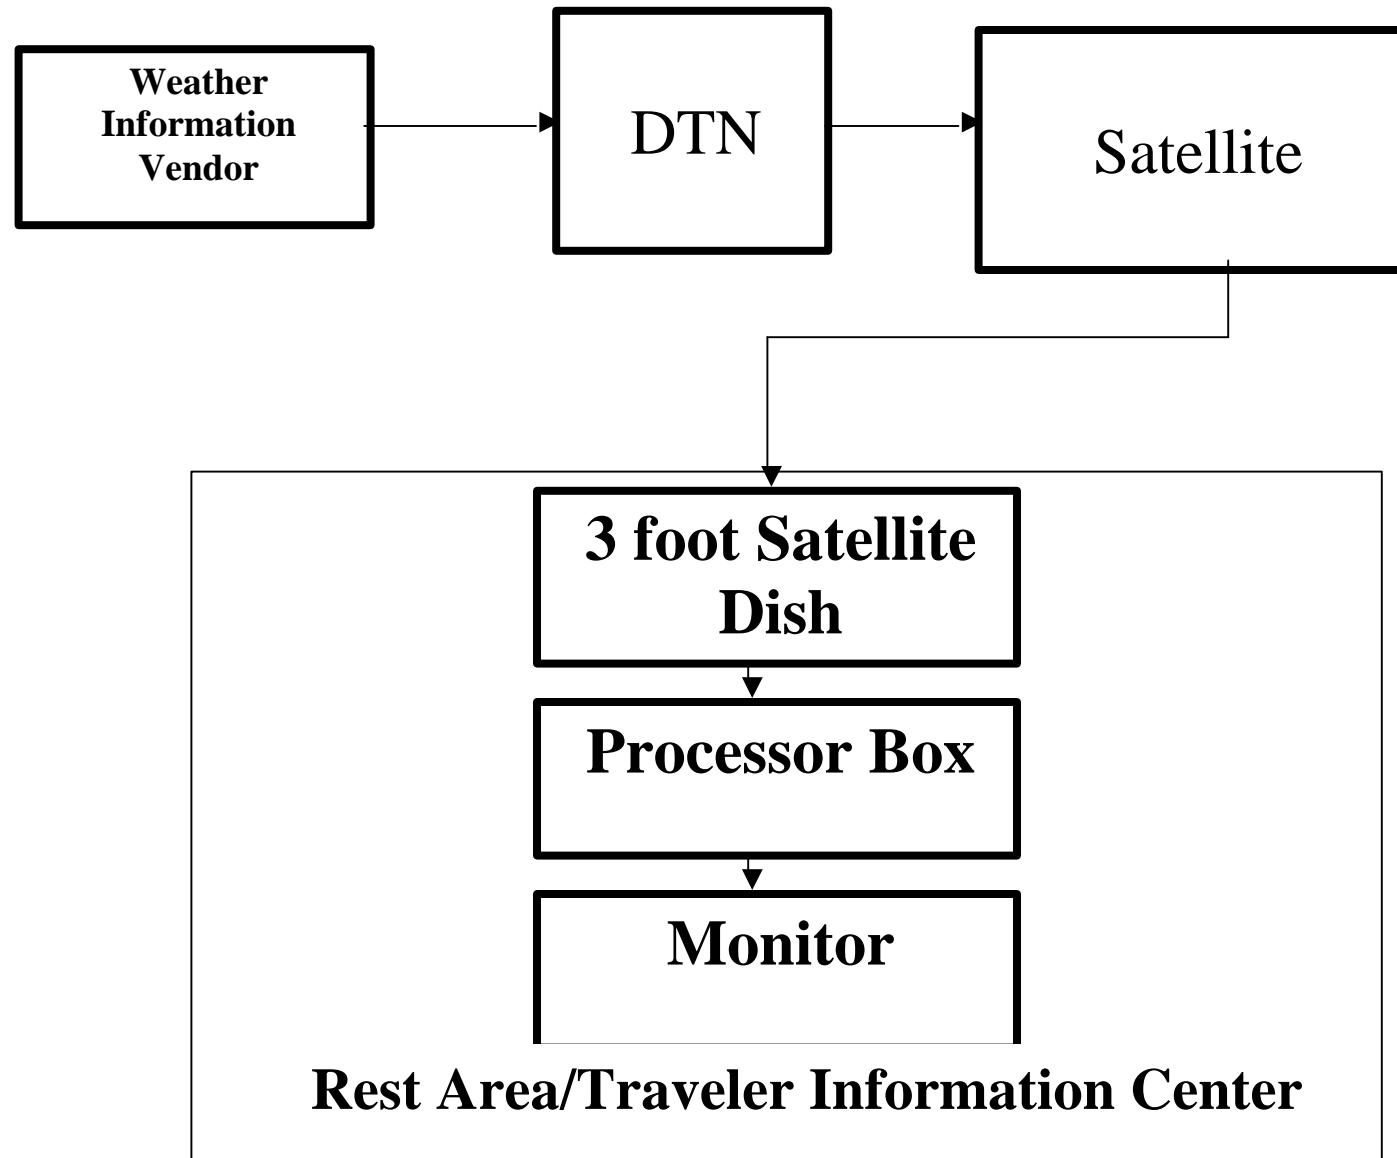 Weather
Information
Vendor
DTN
Satellite
3 foot Satellite
Dish
Processor Box
Monitor
Rest Area/Traveler Information Center